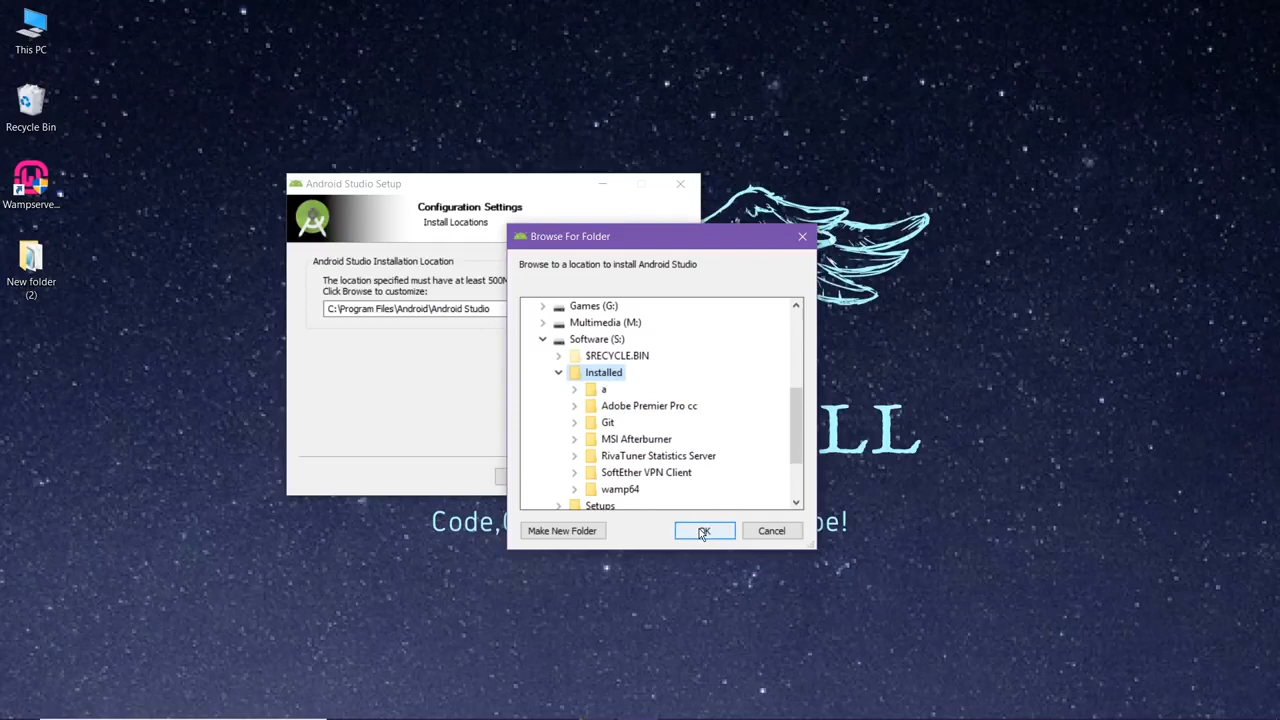 This PC
Recycle Bin
Wampserve...
New folder
(2)
Android Studio Setup
Configuration Settings
Install Locations
Android Studio Installation Location
The location specified must have at least 500M
Click Browse to customize:
C:\Program Files\Android\Android Studio
Browse For Folder
Browse to a location to install Android Studio
Games (G:)
Multimedia (M:)
Software (S:)
$RECYCLE.BIN
Installed
a
Adobe Premier Pro cc
Git
MSI Afterburner
RivaTuner Statistics Server
SoftEther VPN Client
wamp64
Setups
Make New Folder
OK
Cancel
LL
Code,
be!